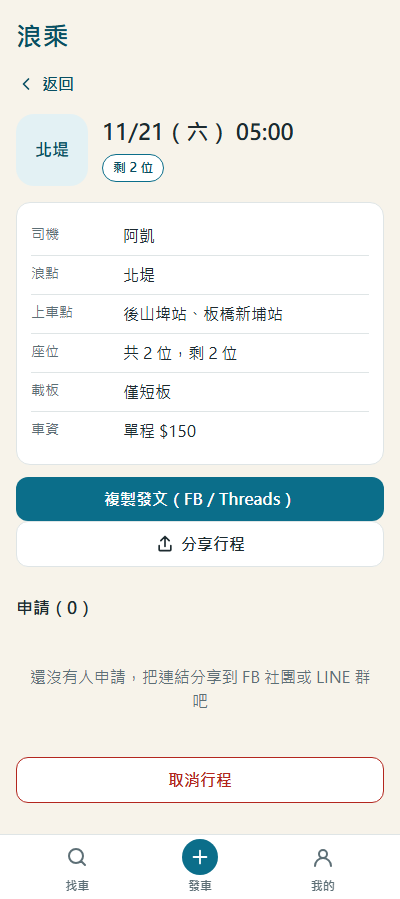 浪乘
返回
北堤
11/21（六）05:00
剩 2 位
司機 阿凱
浪點 北堤
上車點 後山埤站、板橋新埔站
座位 共 2 位，剩 2 位
載板 僅短板
車資 單程 $150
複製發文（FB / Threads）
分享行程
申請（0）
還沒有人申請，把連結分享到 FB 社團或 LINE 群
吧
取消行程
找車 發車 我的